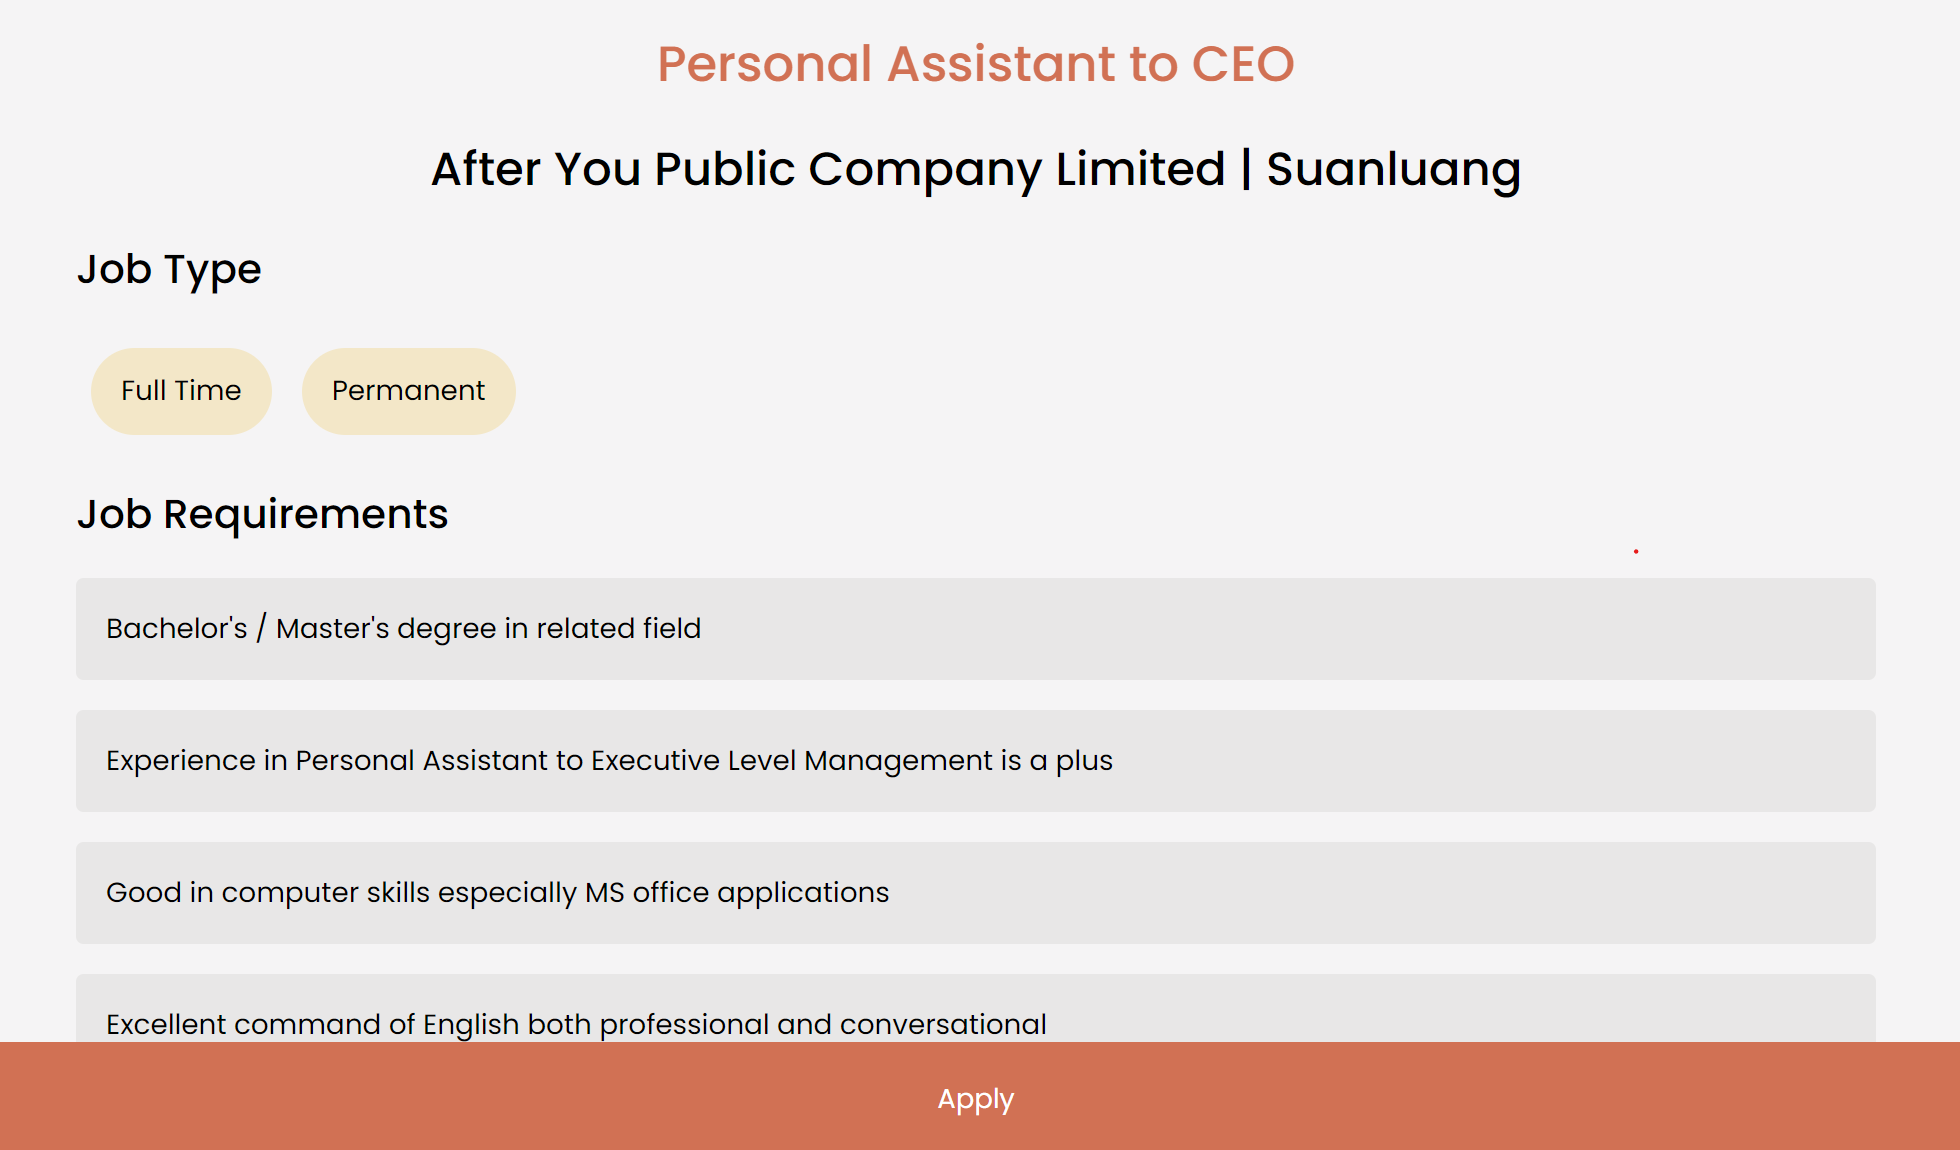 Personal Assistant to CEO
After You Public Company Limited | Suanluang
Job Type
Full Time
Permanent
Job Requirements
Bachelor's / Master's degree in related field
Experience in Personal Assistant to Executive Level Management is a plus
Good in computer skills especially MS office applications
Excellent command of English both professional and conversational
Apply